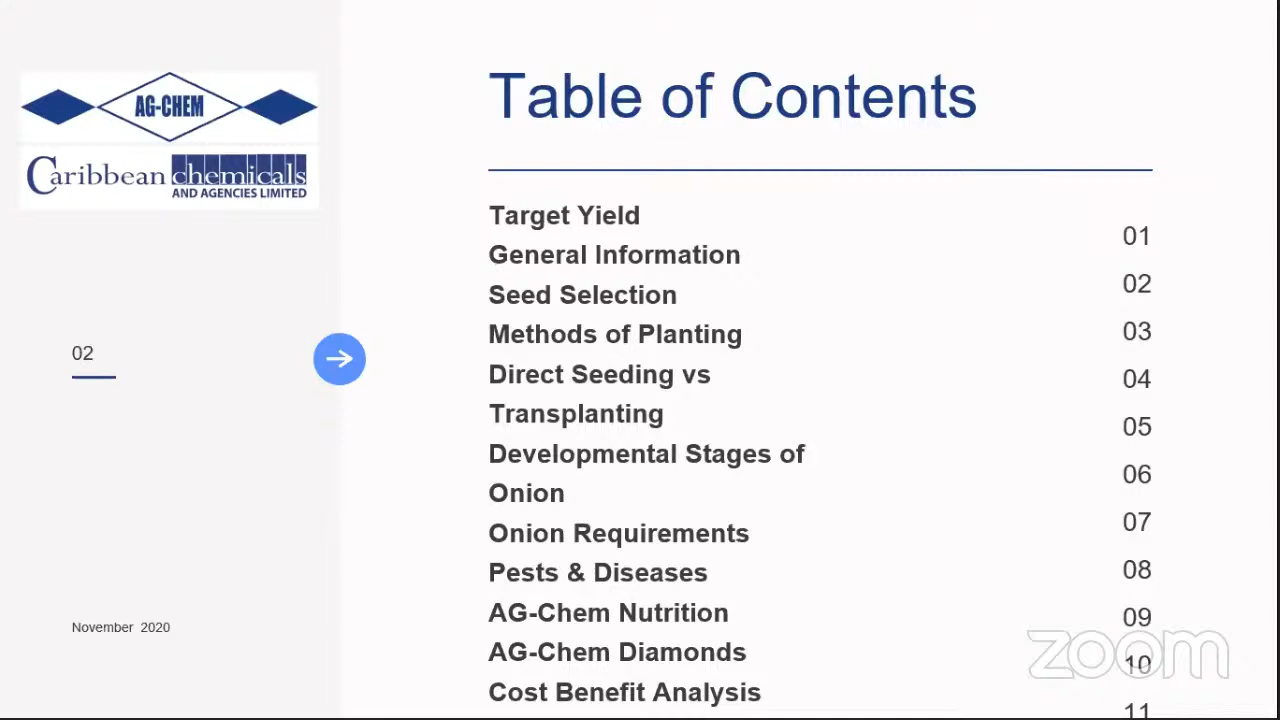 AG-CHEM
Caribbean chemicals
AND AGENCIES LIMITED
02
November 2020
Table of Contents
Target Yield
General Information
Seed Selection
Methods of Planting
Direct Seeding vs
Transplanting
Developmental Stages of
Onion
Onion Requirements
Pests & Diseases
AG-Chem Nutrition
AG-Chem Diamonds
Cost Benefit Analysis
01
02
03
04
05
06
07
08
09
10
11
zoom